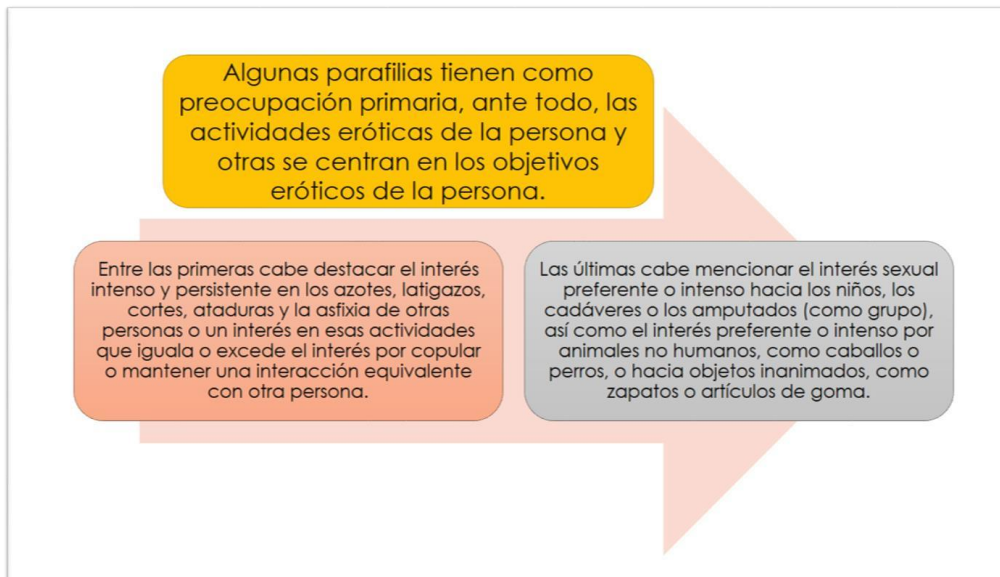 Algunas parafilias tienen como
preocupación primaria, ante todo, las
actividades eróticas de la persona y
otras se centran en los objetivos
eróticos de la persona.
Entre las primeras cabe destacar el interés
intenso y persistente en los azotes, latigazos,
cortes, ataduras y la asfixia de otras
personas o un interés en esas actividades
que iguala o excede el interés por copular
o mantener una interacción equivalente
con otra persona.
Las últimas cabe mencionar el interés sexual
preferente o intenso hacia los niños, los
cadáveres o los amputados (como grupo),
así como el interés preferente o intenso por
animales no humanos, como caballos o
perros, o hacia objetos inanimados, como
zapatos o artículos de goma.